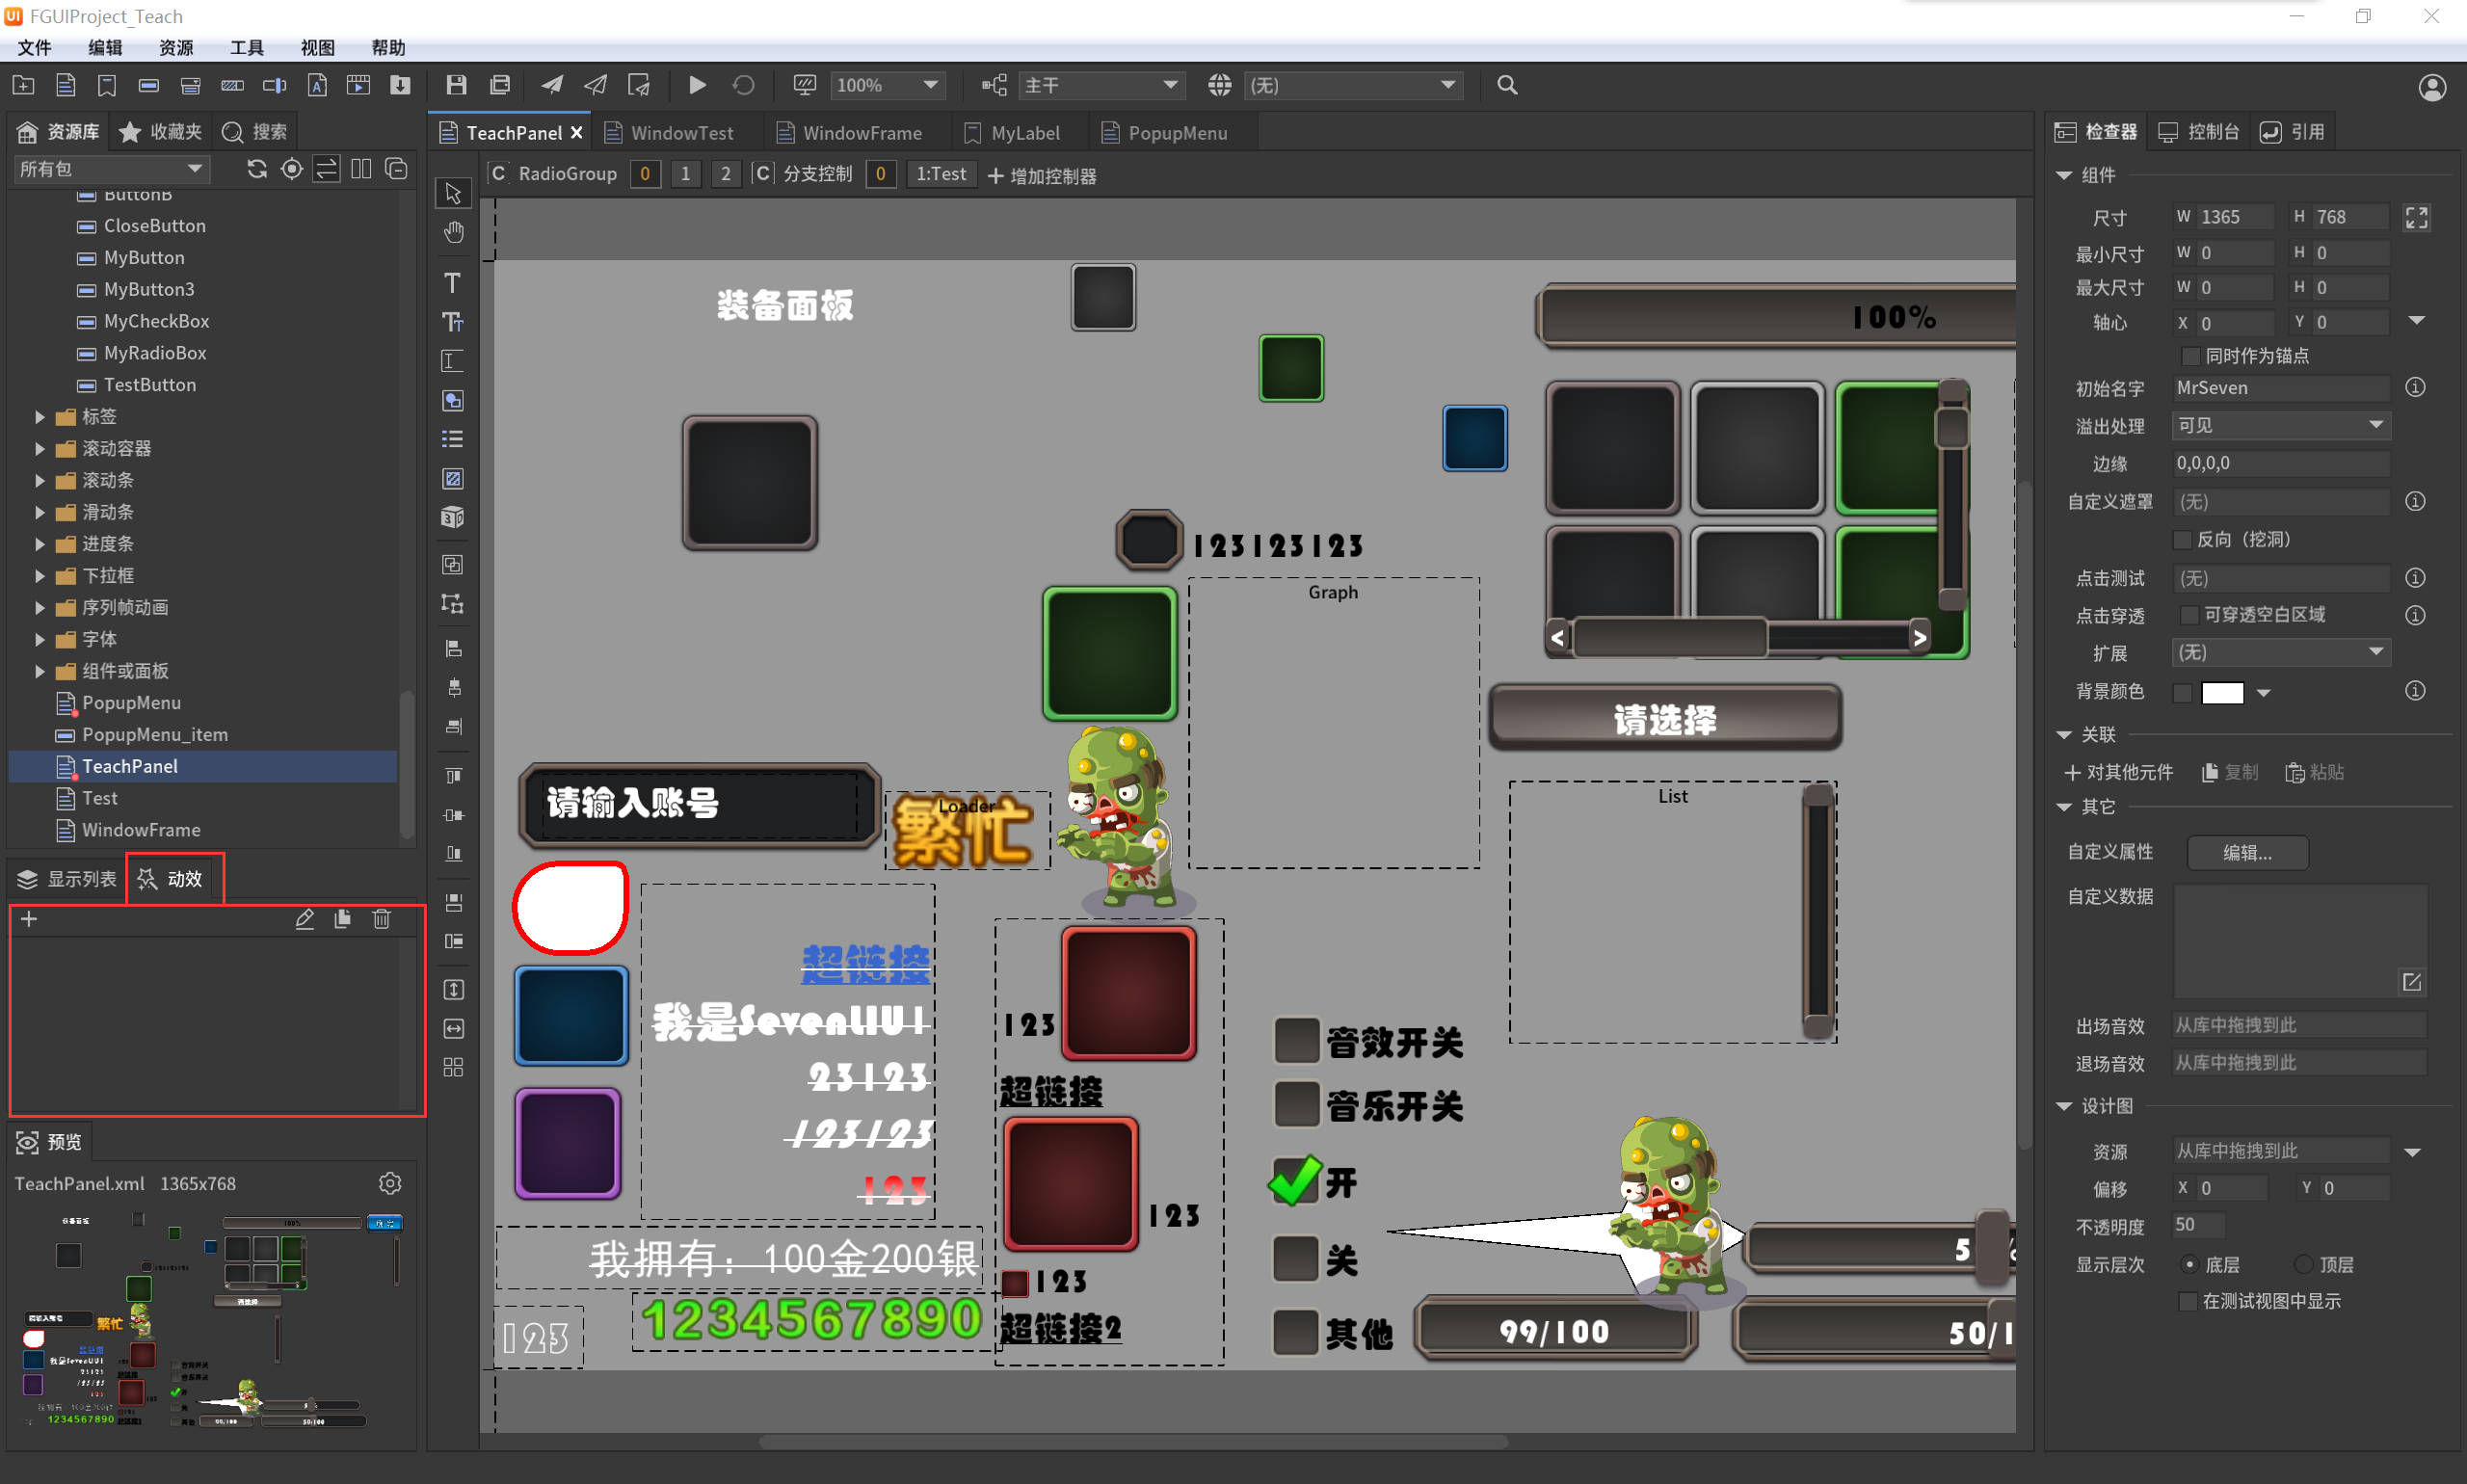 FGUIProject_Teach
文件 编辑 资源 工具 视图 帮助
100% 主干 (无)
资源库 收藏夹 搜索
所有包
ButtonB
CloseButton
MyButton
MyButton3
MyCheckBox
MyRadioBox
TestButton
标签
滚动容器
滚动条
滑动条
进度条
下拉框
序列帧动画
字体
组件或面板
PopupMenu
PopupMenu_item
TeachPanel
Test
WindowFrame
显示列表 动效
预览
TeachPanel.xml 1365x768
TeachPanel WindowTest WindowFrame MyLabel PopupMenu
C RadioGroup 0 1 2 C 分支控制 0 1:Test 增加控制器
装备面板
100%
123123123
Graph
请选择
请输入账号
Loader
繁忙
List
超链接
我是SevenLIU1
23123
123123
123
我拥有：100金200银
1234567890
123
123
超链接
123
123
超链接2
音效开关
音乐开关
开
关
其他
99/100
50/1
检查器 控制台 引用
组件
尺寸 W 1365 H 768
最小尺寸 W 0 H 0
最大尺寸 W 0 H 0
轴心 X 0 Y 0
同时作为锚点
初始名字 MrSeven
溢出处理 可见
边缘 0,0,0,0
自定义遮罩 (无)
反向（挖洞）
点击测试 (无)
点击穿透 可穿透空白区域
扩展 (无)
背景颜色
关联
对其他元件 复制 粘贴
其它
自定义属性 编辑...
自定义数据
出场音效 从库中拖拽到此
退场音效 从库中拖拽到此
设计图
资源 从库中拖拽到此
偏移 X 0 Y 0
不透明度 50
显示层次 底层 顶层
在测试视图中显示